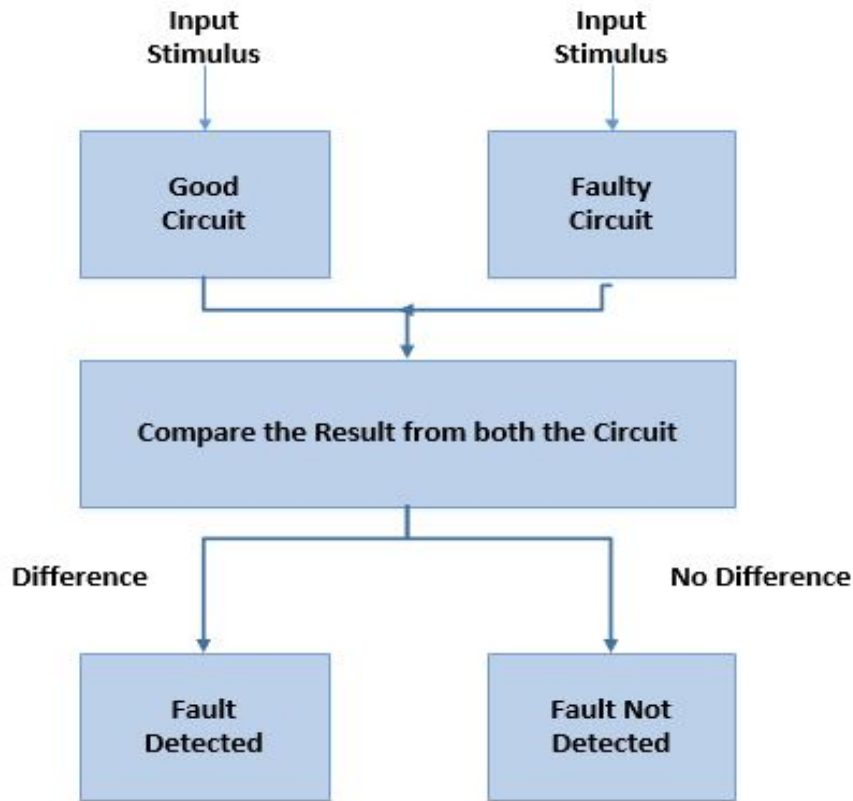 Input
Stimulus
Input
Stimulus
Good
Circuit
Faulty
Circuit
Compare the Result from both the Circuit
Difference
No Difference
Fault
Detected
Fault Not
Detected